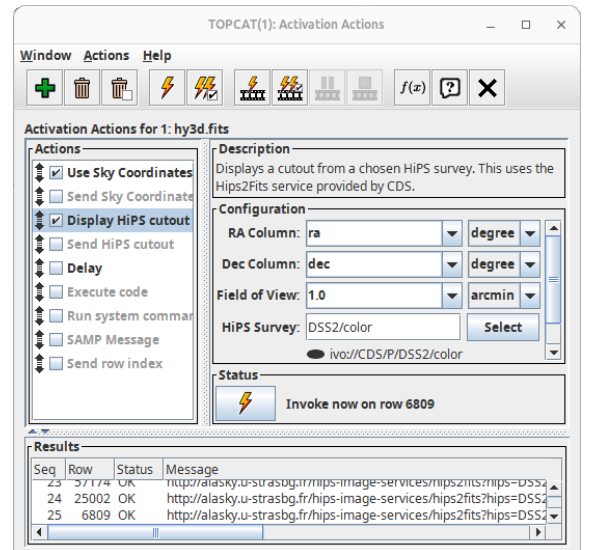 TOPCAT(1): Activation Actions
Window Actions Help
f(x)
Activation Actions for 1: hy3d.fits
Actions
Use Sky Coordinates
Send Sky Coordinate
Display HiPS cutout
Send HiPS cutout
Delay
Execute code
Run system commar
SAMP Message
Send row index
Description
Displays a cutout from a chosen HiPS survey. This uses the
Hips2Fits service provided by CDS.
Configuration
RA Column: ra degree
Dec Column: dec degree
Field of View: 1.0 arcmin
HiPS Survey: DSS2/color Select
ivo://CDS/P/DSS2/color
Status
Invoke now on row 6809
Results
Seq Row Status Message
23 57174 OK http://alasky.u-strasbg.fr/hips-image-services/hips2fits?hips=DSS2
24 25002 OK http://alasky.u-strasbg.fr/hips-image-services/hips2fits?hips=DSS2
25 6809 OK http://alasky.u-strasbg.fr/hips-image-services/hips2fits?hips=DSS2